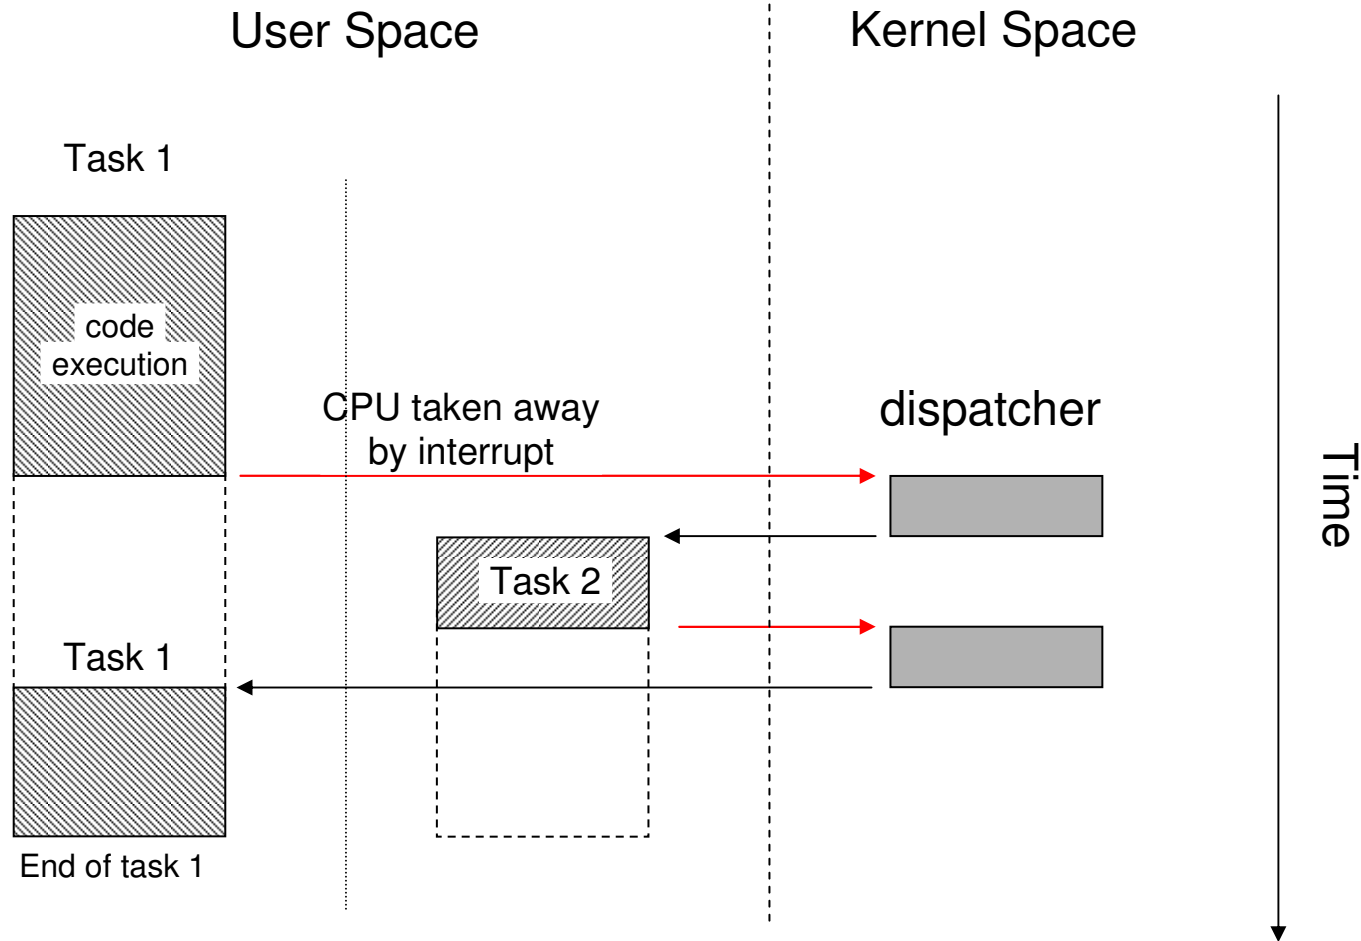 User Space
Kernel Space
Task 1
code
execution
CPU taken away
by interrupt
dispatcher
Time
Task 2
Task 1
End of task 1